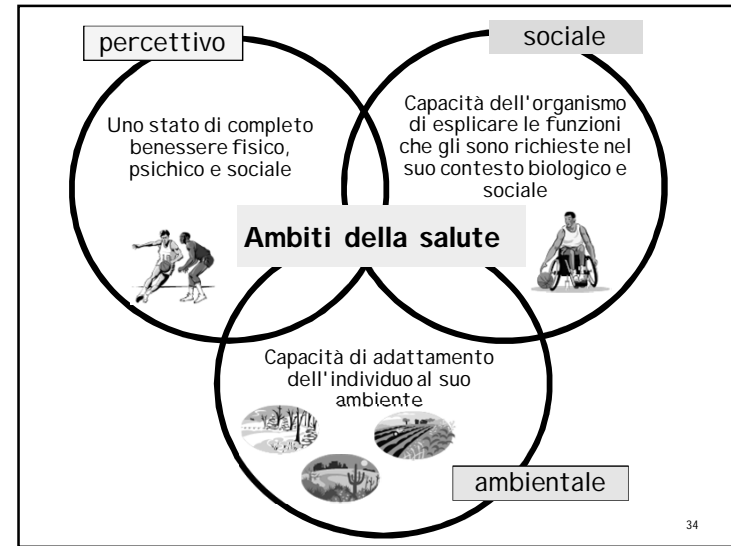 percettivo
sociale
Uno stato di completo
benessere fisico,
psichico e sociale
Capacità dell'organismo
di esplicare le funzioni
che gli sono richieste nel
suo contesto biologico e
sociale
Ambiti della salute
Capacità di adattamento
dell'individuo al suo
ambiente
ambientale
34